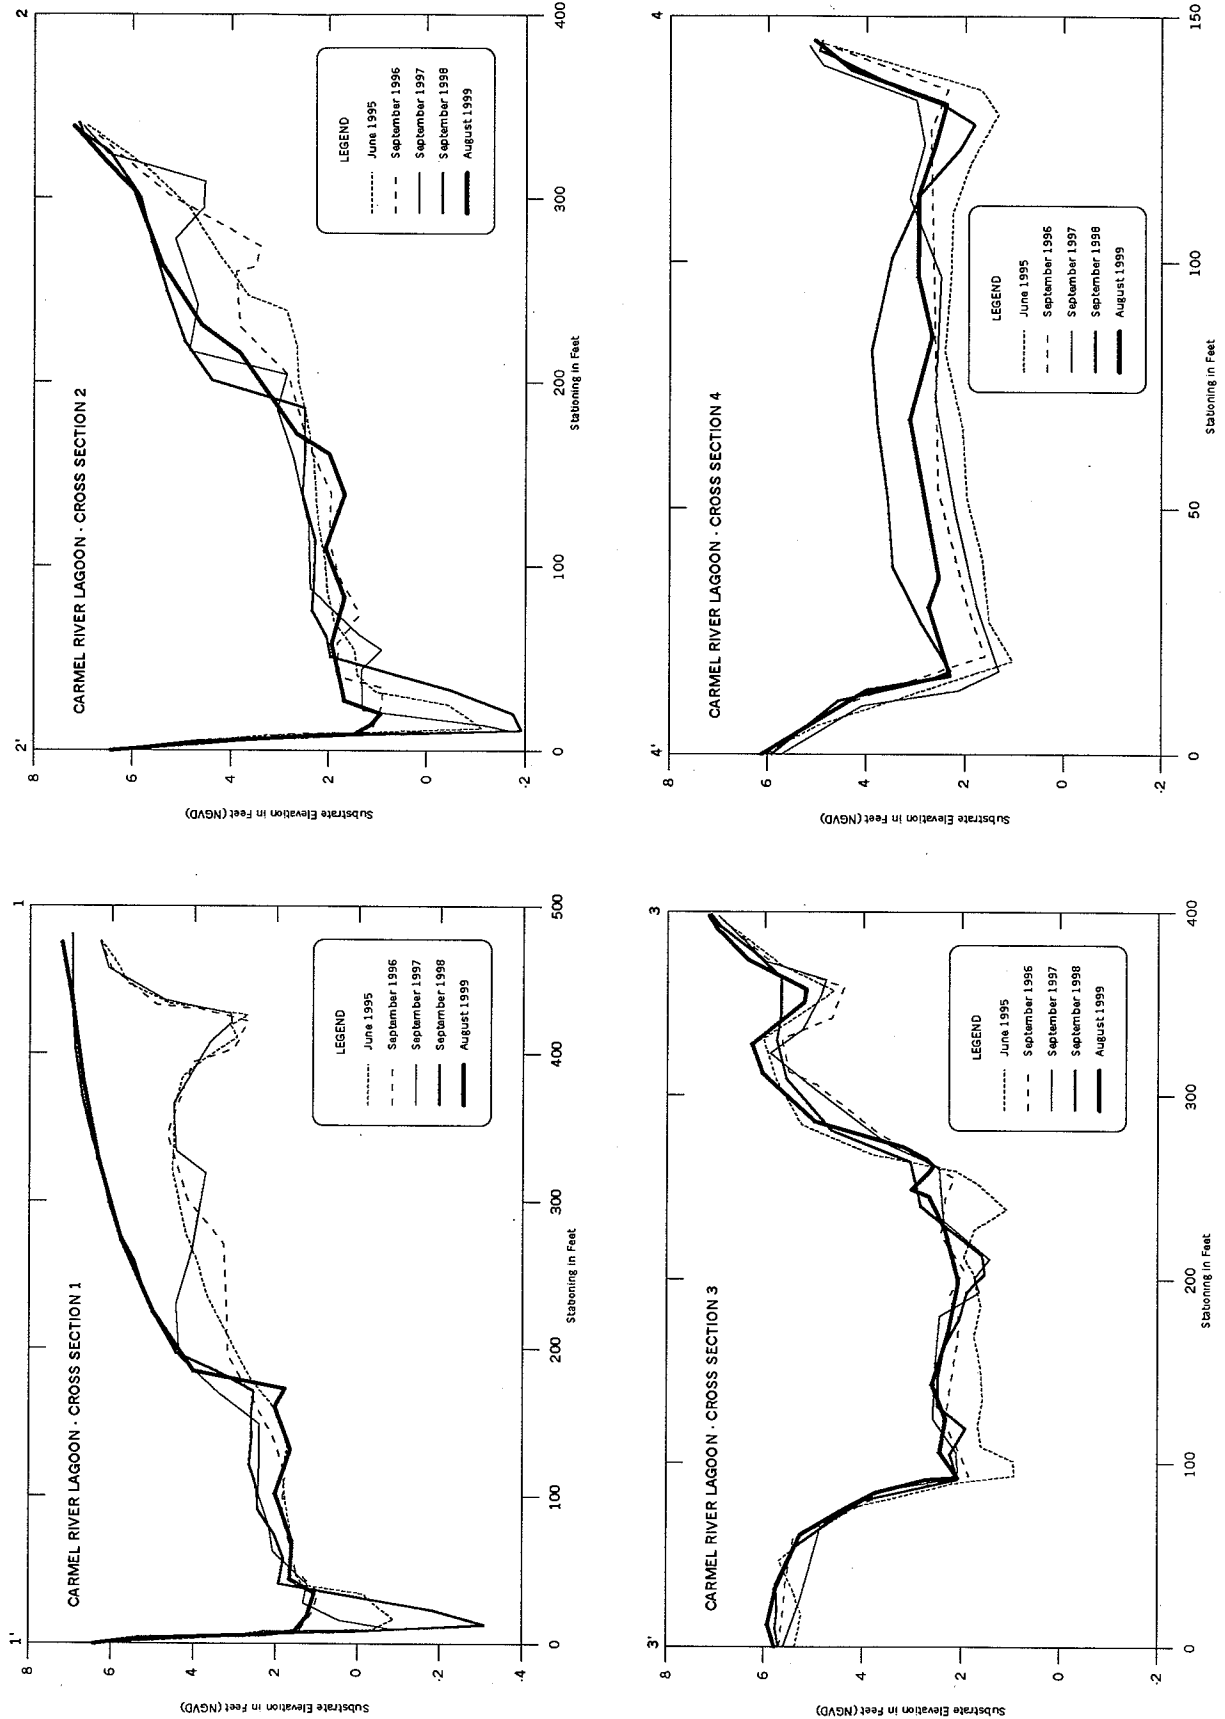 CARMEL RIVER LAGOON - CROSS SECTION 1
1'
1
8
6
4
2
0
-2
-4
Substrate Elevation in Feet (NGVD)
0
100
200
300
400
500
Stationing in Feet
LEGEND
June 1995
September 1996
September 1997
September 1998
August 1999
CARMEL RIVER LAGOON - CROSS SECTION 2
2'
2
8
6
4
2
0
-2
Substrate Elevation in Feet (NGVD)
0
100
200
300
400
Stationing in Feet
LEGEND
June 1995
September 1996
September 1997
September 1998
August 1999
CARMEL RIVER LAGOON - CROSS SECTION 3
3'
3
8
6
4
2
0
-2
Substrate Elevation in Feet (NGVD)
0
100
200
300
400
Stationing in Feet
LEGEND
June 1995
September 1996
September 1997
September 1998
August 1999
CARMEL RIVER LAGOON - CROSS SECTION 4
4'
4
8
6
4
2
0
-2
Substrate Elevation in Feet (NGVD)
0
50
100
150
Stationing in Feet
LEGEND
June 1995
September 1996
September 1997
September 1998
August 1999